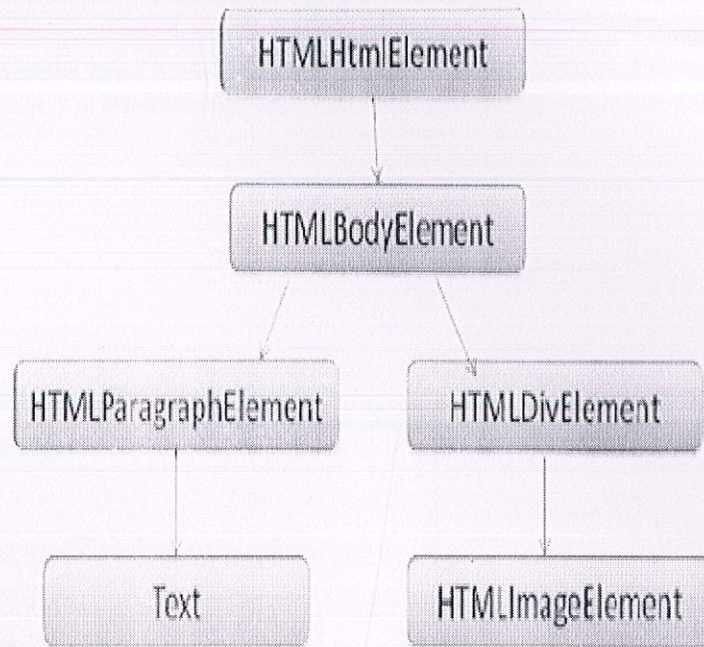 HTMLHtmlElement
HTMLBodyElement
HTMLParagraphElement
HTMLDivElement
Text
HTMLImageElement